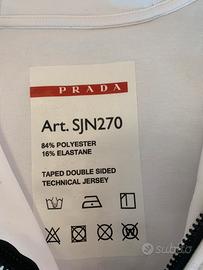 PRADA
Art. SJN270
84% POLYESTER
16% ELASTANE
TAPED DOUBLE SIDED
TECHNICAL JERSEY
subito